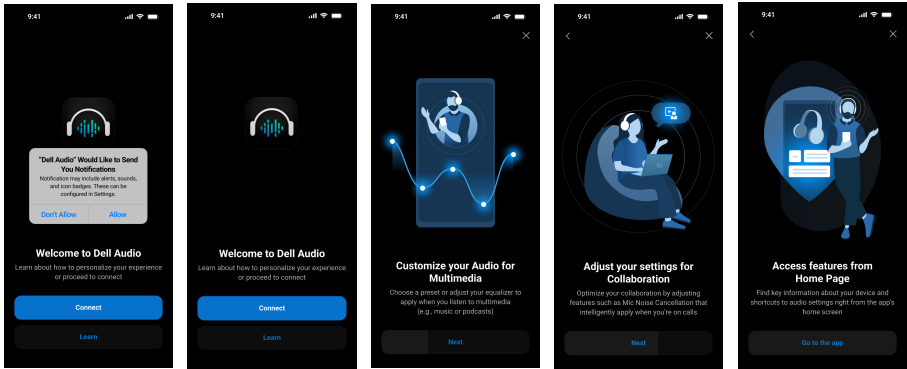 9:41
"Dell Audio" Would Like to Send
You Notifications
Notification may include alerts, sounds,
and icon badges. These can be
configured in Settings.
Don't Allow
Allow
Welcome to Dell Audio
Learn about how to personalize your experience
or proceed to connect
Connect
Learn
9:41
Welcome to Dell Audio
Learn about how to personalize your experience
or proceed to connect
Connect
Learn
9:41
Customize your Audio for
Multimedia
Choose a preset or adjust your equalizer to
apply when you listen to multimedia
(e.g., music or podcasts)
Next
9:41
Adjust your settings for
Collaboration
Optimize your collaboration by adjusting
features such as Mic Noise Cancellation that
intelligently apply when you're on calls
Next
9:41
Access features from
Home Page
Find key information about your device and
shortcuts to audio settings right from the app's
home screen
Go to the app